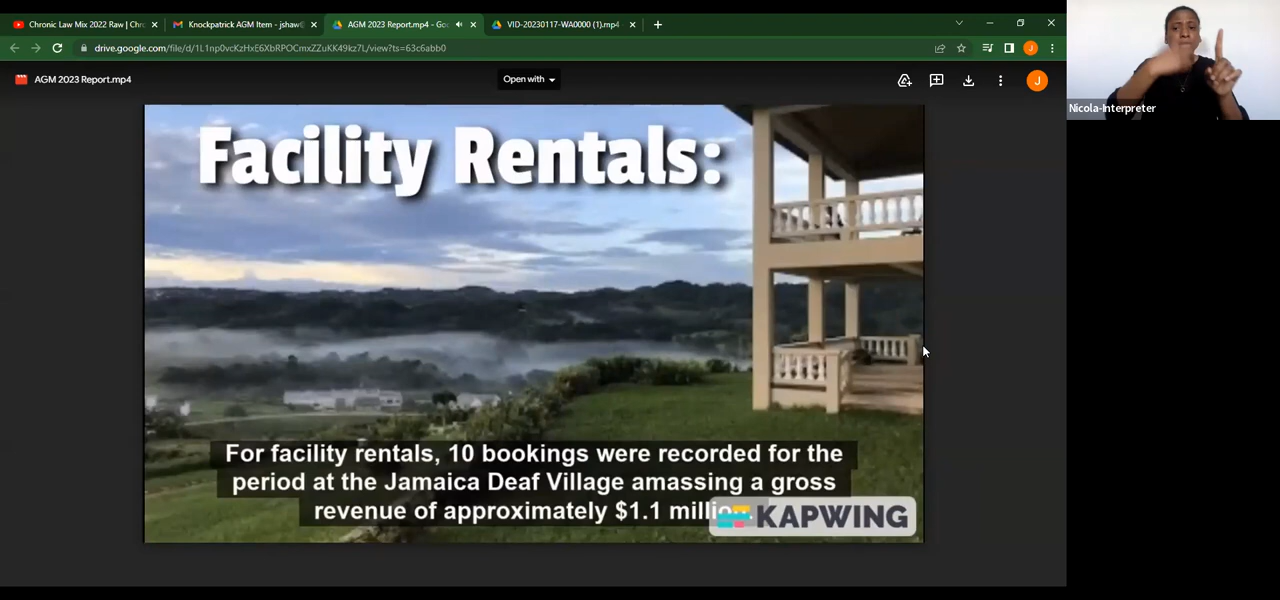 Chronic Law Mix 2022 Raw | Chr
Knockpatrick AGM Item - jshaw@
AGM 2023 Report.mp4 - Goo
VID-20230117-WA0000 (1).mp4
drive.google.com/file/d/1L1np0vcKzHxE6XbRPOCmxZZuKK49kz7L/view?ts=63c6abb0
J
AGM 2023 Report.mp4
Open with
J
Nicola-Interpreter
Facility Rentals:
For facility rentals, 10 bookings were recorded for the
period at the Jamaica Deaf Village amassing a gross
revenue of approximately $1.1 million.
KAPWING